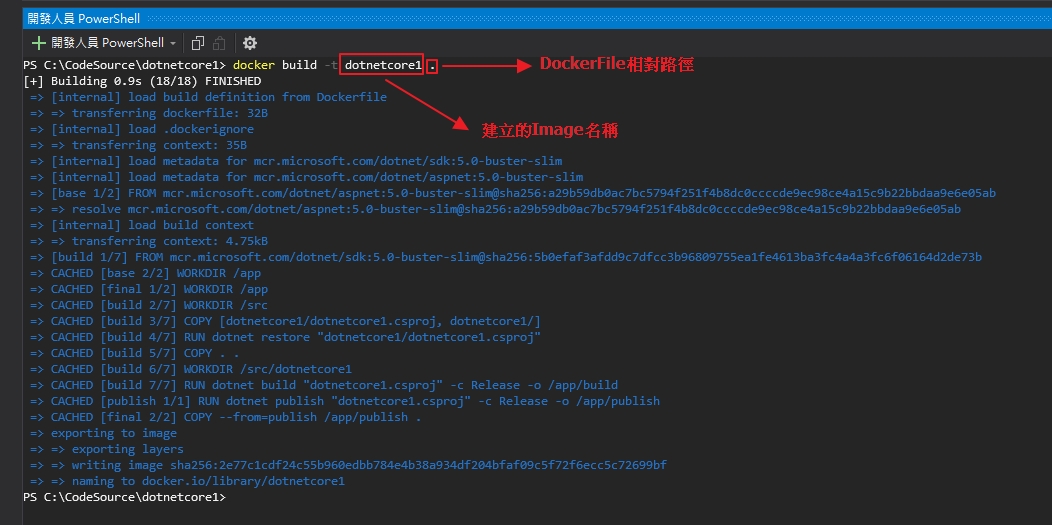 開發人員 PowerShell
開發人員 PowerShell
PS C:\CodeSource\dotnetcore1> docker build -t dotnetcore1 . DockerFile相對路徑
[+] Building 0.9s (18/18) FINISHED
=> [internal] load build definition from Dockerfile
=> => transferring dockerfile: 32B
建立的Image名稱
=> [internal] load .dockerignore
=> => transferring context: 35B
=> [internal] load metadata for mcr.microsoft.com/dotnet/sdk:5.0-buster-slim
=> [internal] load metadata for mcr.microsoft.com/dotnet/aspnet:5.0-buster-slim
=> [base 1/2] FROM mcr.microsoft.com/dotnet/aspnet:5.0-buster-slim@sha256:a29b59db0ac7bc5794f251f4b8dc0ccccde9ec98ce4a15c9b22bbdaa9e6e05ab
=> => resolve mcr.microsoft.com/dotnet/aspnet:5.0-buster-slim@sha256:a29b59db0ac7bc5794f251f4b8dc0ccccde9ec98ce4a15c9b22bbdaa9e6e05ab
=> [internal] load build context
=> => transferring context: 4.75kB
=> [build 1/7] FROM mcr.microsoft.com/dotnet/sdk:5.0-buster-slim@sha256:5b0efaf3afdd9c7dfcc3b96809755ea1fe4613ba3fc4a4a3fc6f06164d2de73b
=> CACHED [base 2/2] WORKDIR /app
=> CACHED [final 1/2] WORKDIR /app
=> CACHED [build 2/7] WORKDIR /src
=> CACHED [build 3/7] COPY [dotnetcore1/dotnetcore1.csproj, dotnetcore1/]
=> CACHED [build 4/7] RUN dotnet restore "dotnetcore1/dotnetcore1.csproj"
=> CACHED [build 5/7] COPY . .
=> CACHED [build 6/7] WORKDIR /src/dotnetcore1
=> CACHED [build 7/7] RUN dotnet build "dotnetcore1.csproj" -c Release -o /app/build
=> CACHED [publish 1/1] RUN dotnet publish "dotnetcore1.csproj" -c Release -o /app/publish
=> CACHED [final 2/2] COPY --from=publish /app/publish .
=> exporting to image
=> => exporting layers
=> => writing image sha256:2e77c1cdf24c55b960edbb784e4b38a934df204bfaf09c5f72f6ecc5c72699bf
=> => naming to docker.io/library/dotnetcore1
PS C:\CodeSource\dotnetcore1>